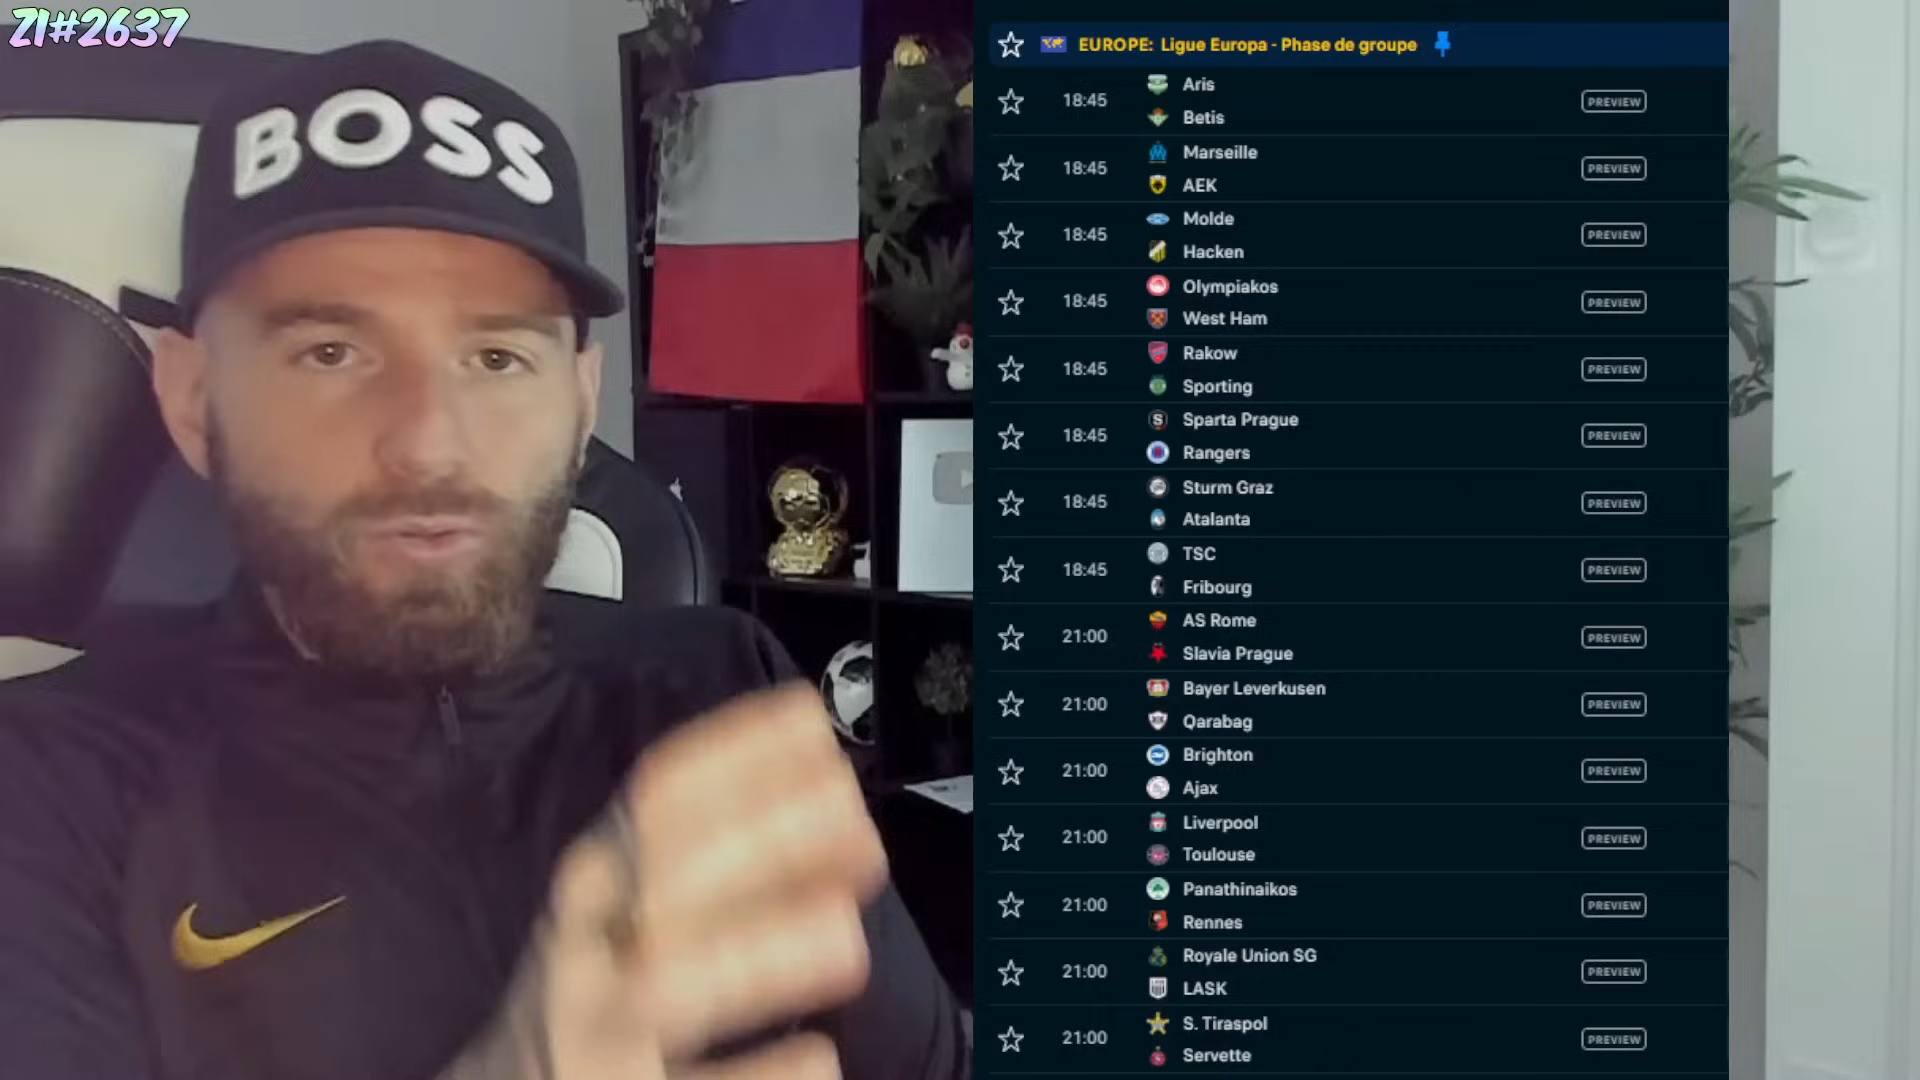 ZI#2637
BOSS
EUROPE: Ligue Europa - Phase de groupe
18:45 Aris PREVIEW
Betis
18:45 Marseille PREVIEW
AEK
18:45 Molde PREVIEW
Hacken
18:45 Olympiakos PREVIEW
West Ham
18:45 Rakow PREVIEW
Sporting
18:45 Sparta Prague PREVIEW
Rangers
18:45 Sturm Graz PREVIEW
Atalanta
18:45 TSC PREVIEW
Fribourg
21:00 AS Rome PREVIEW
Slavia Prague
21:00 Bayer Leverkusen PREVIEW
Qarabag
21:00 Brighton PREVIEW
Ajax
21:00 Liverpool PREVIEW
Toulouse
21:00 Panathinaikos PREVIEW
Rennes
21:00 Royale Union SG PREVIEW
LASK
21:00 S. Tiraspol PREVIEW
Servette